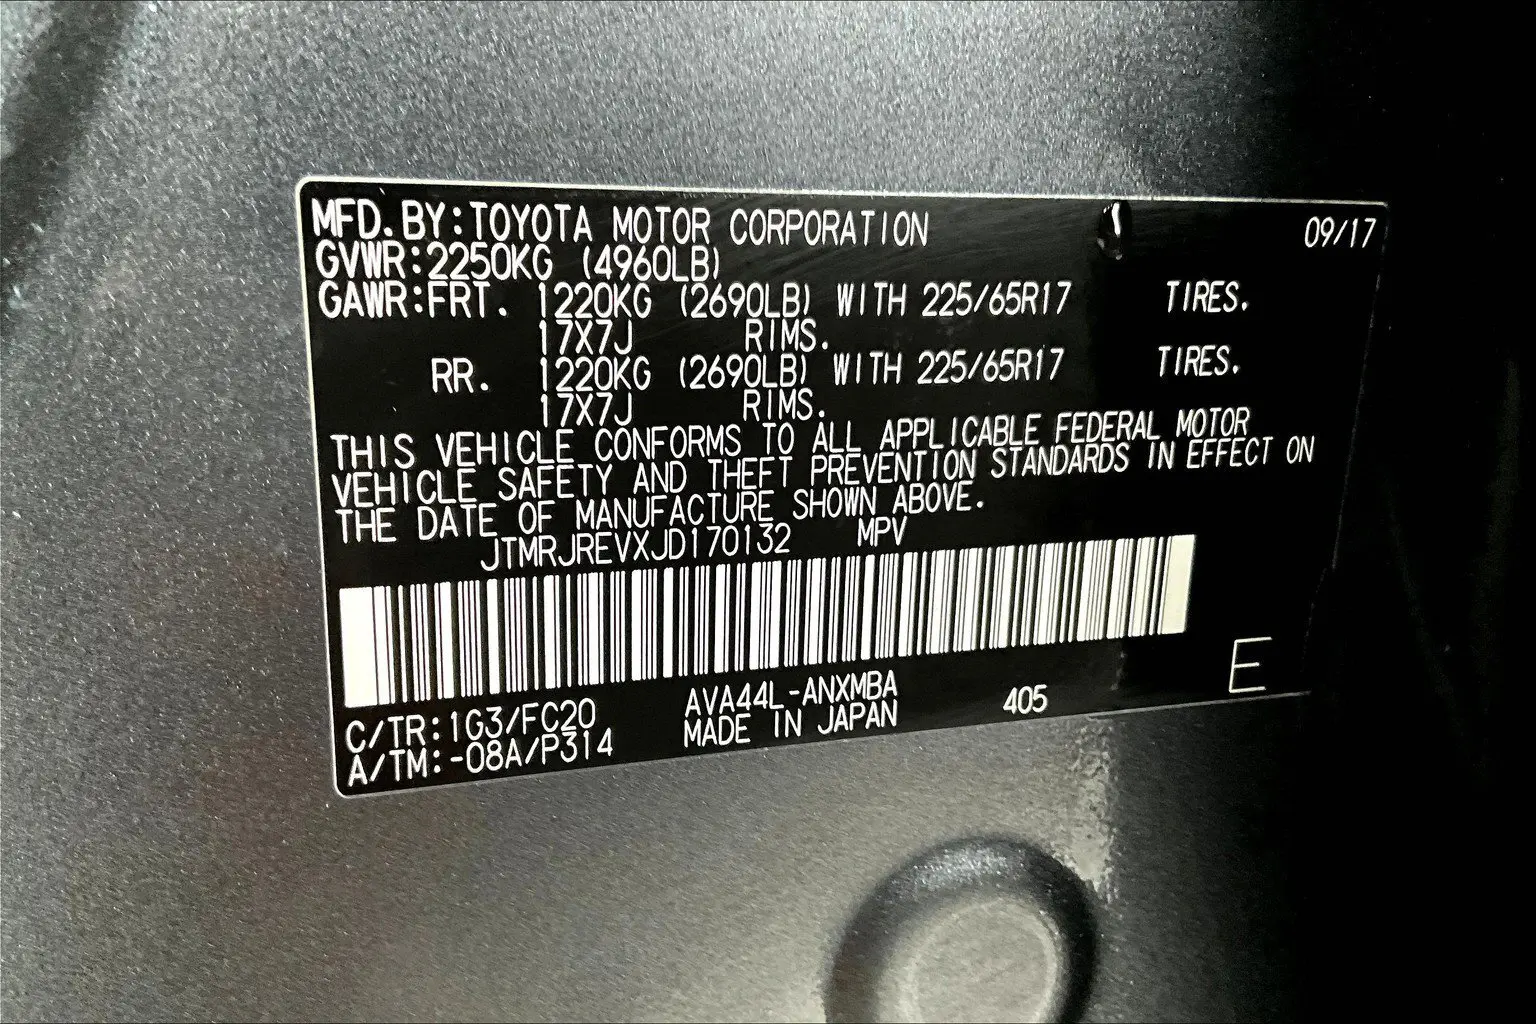 MFD. BY: TOYOTA MOTOR CORPORATION 09/17
GVWR: 2250KG (4960LB)
GAWR: FRT. 1220KG (2690LB) WITH 225/65R17 TIRES.
17X7J RIMS.
RR. 1220KG (2690LB) WITH 225/65R17 TIRES.
17X7J RIMS.
THIS VEHICLE CONFORMS TO ALL APPLICABLE FEDERAL MOTOR
VEHICLE SAFETY AND THEFT PREVENTION STANDARDS IN EFFECT ON
THE DATE OF MANUFACTURE SHOWN ABOVE.
JTMRJREVXJD170132 MPV
E
C/TR: 1G3/FC20 AVA44L-ANXMBA 405
A/TM: -08A/P314 MADE IN JAPAN